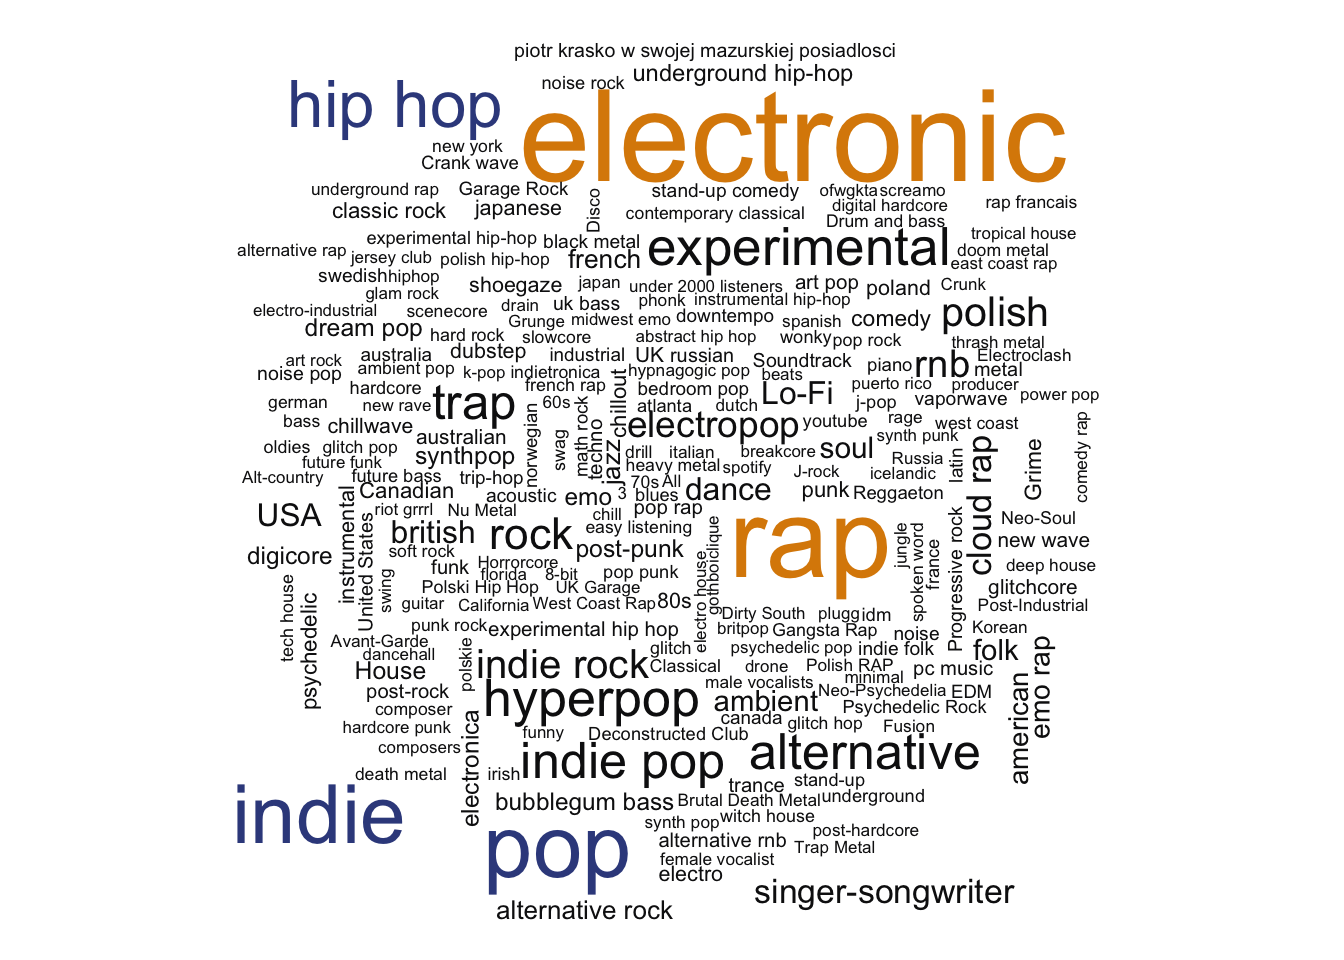 piotr krasko w swojej mazurskiej posiadlosci
underground hip-hop
noise rock
hip hop
electronic
new york
Crank wave
underground rap
Garage Rock
Disco
stand-up comedy
ofwgkta
screamo
digital hardcore
rap francais
classic rock
japanese
contemporary classical
Drum and bass
experimental hip-hop
black metal
experimental
tropical house
alternative rap
jersey club
polish hip-hop
french
doom metal
east coast rap
swedish
hiphop
shoegaze
japan
under 2000 listeners
art pop
poland
Crunk
glam rock
electro-industrial
scenecore
drain
uk bass
phonk
instrumental hip-hop
polish
dream pop
hard rock
Grunge
midwest emo
downtempo
spanish
comedy
slowcore
abstract hip hop
wonky
pop rock
thrash metal
art rock
australia
dubstep
industrial
UK
russian
Soundtrack
piano
rnb
Electroclash
metal
noise pop
ambient pop
k-pop
indietronica
hypnagogic pop
beats
hardcore
french rap
chillout
bedroom pop
Lo-Fi
puerto rico
producer
power pop
german
new rave
trap
norwegian
60s
math rock
atlanta
dutch
j-pop
vaporwave
bass
chillwave
swag
techno
electropop
youtube
rage
west coast
australian
synth punk
oldies
glitch pop
synthpop
jazz
drill
italian
breakcore
soul
Russia
latin
cloud rap
Grime
comedy rap
future funk
heavy metal
spotify
J-rock
icelandic
Alt-country
future bass
trip-hop
70s
All
Canadian
acoustic
emo
3
blues
dance
punk
Reggaeton
USA
instrumental
United States
riot grrrl
Nu Metal
chill
pop rap
rap
Neo-Soul
british
rock
easy listening
gothboiclique
jungle
spoken word
france
Progressive rock
new wave
digicore
soft rock
post-punk
funk
Horrorcore
florida
8-bit
pop punk
electro house
deep house
tech house
psychedelic
swing
Polski Hip Hop
UK Garage
glitchcore
guitar
California
West Coast Rap
80s
Dirty South
plugg
idm
Post-Industrial
punk rock
experimental hip hop
britpop
Gangsta Rap
noise
Korean
Avant-Garde
dancehall
polskie
glitch
psychedelic pop
indie folk
folk
emo rap
House
indie rock
Classical
drone
Polish RAP
pc music
minimal
american
post-rock
male vocalists
Neo-Psychedelia
EDM
composer
hyperpop
ambient
Psychedelic Rock
hardcore punk
electronica
canada
glitch hop
Fusion
funny
Deconstructed Club
composers
alternative
death metal
irish
indie pop
trance
stand-up
indie
bubblegum bass
Brutal Death Metal
underground
witch house
synth pop
post-hardcore
pop
alternative rnb
Trap Metal
female vocalist
electro
singer-songwriter
alternative rock